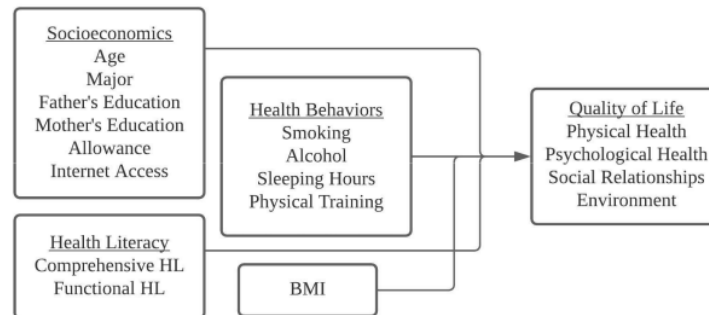 Socioeconomics
Age
Major
Father's Education
Mother's Education
Allowance
Internet Access
Health Literacy
Comprehensive HL
Functional HL
Health Behaviors
Smoking
Alcohol
Sleeping Hours
Physical Training
BMI
Quality of Life
Physical Health
Psychological Health
Social Relationships
Environment